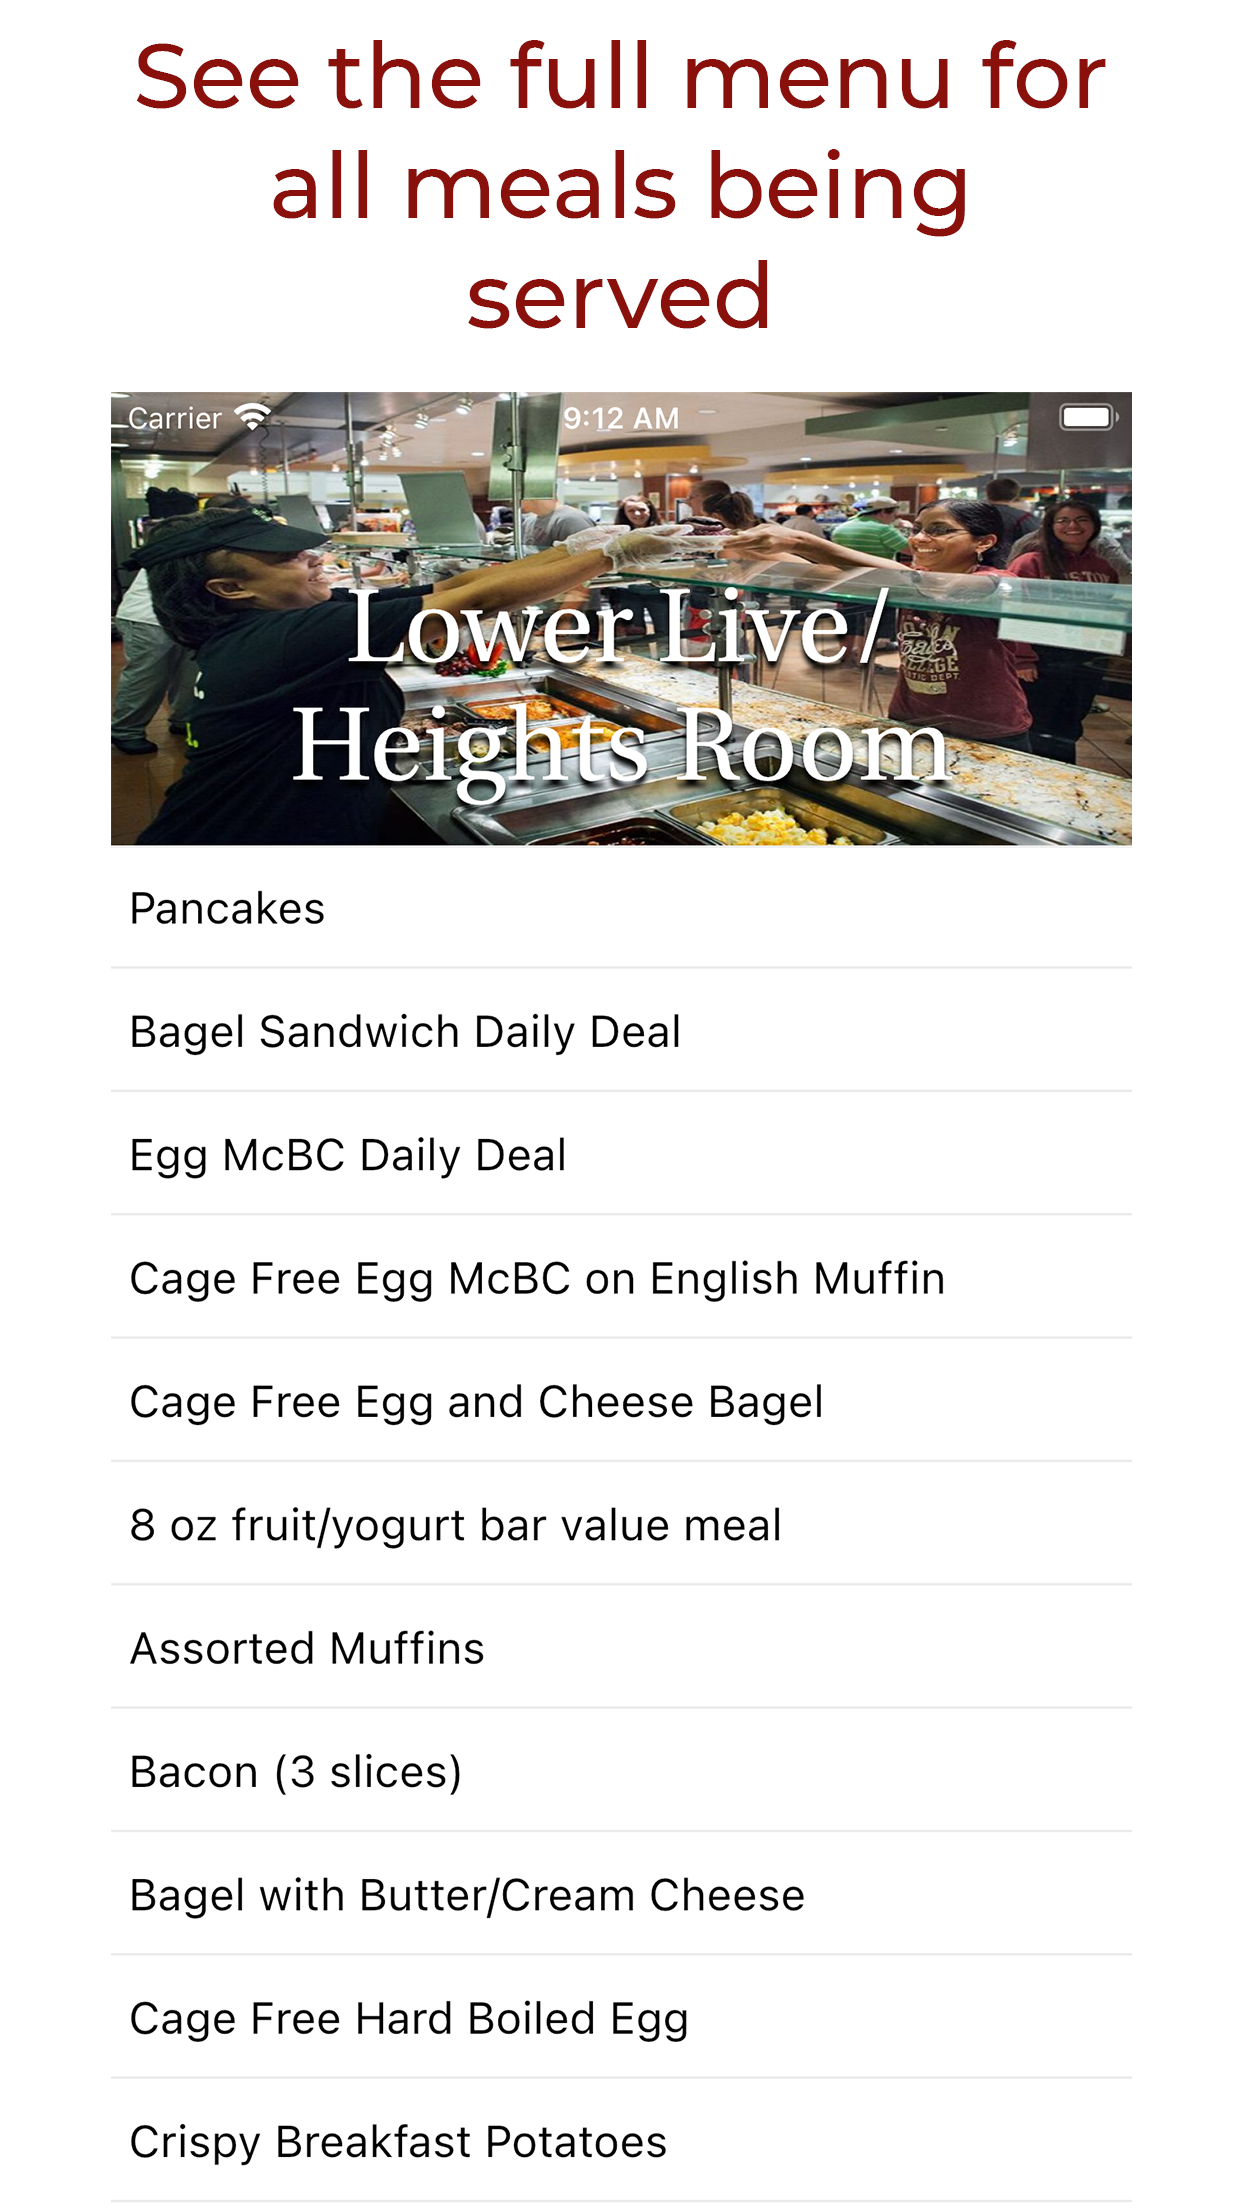 See the full menu for
all meals being
served
Carrier
9:12 AM
Lower Live/
Heights Room
Pancakes
Bagel Sandwich Daily Deal
Egg McBC Daily Deal
Cage Free Egg McBC on English Muffin
Cage Free Egg and Cheese Bagel
8 oz fruit/yogurt bar value meal
Assorted Muffins
Bacon (3 slices)
Bagel with Butter/Cream Cheese
Cage Free Hard Boiled Egg
Crispy Breakfast Potatoes